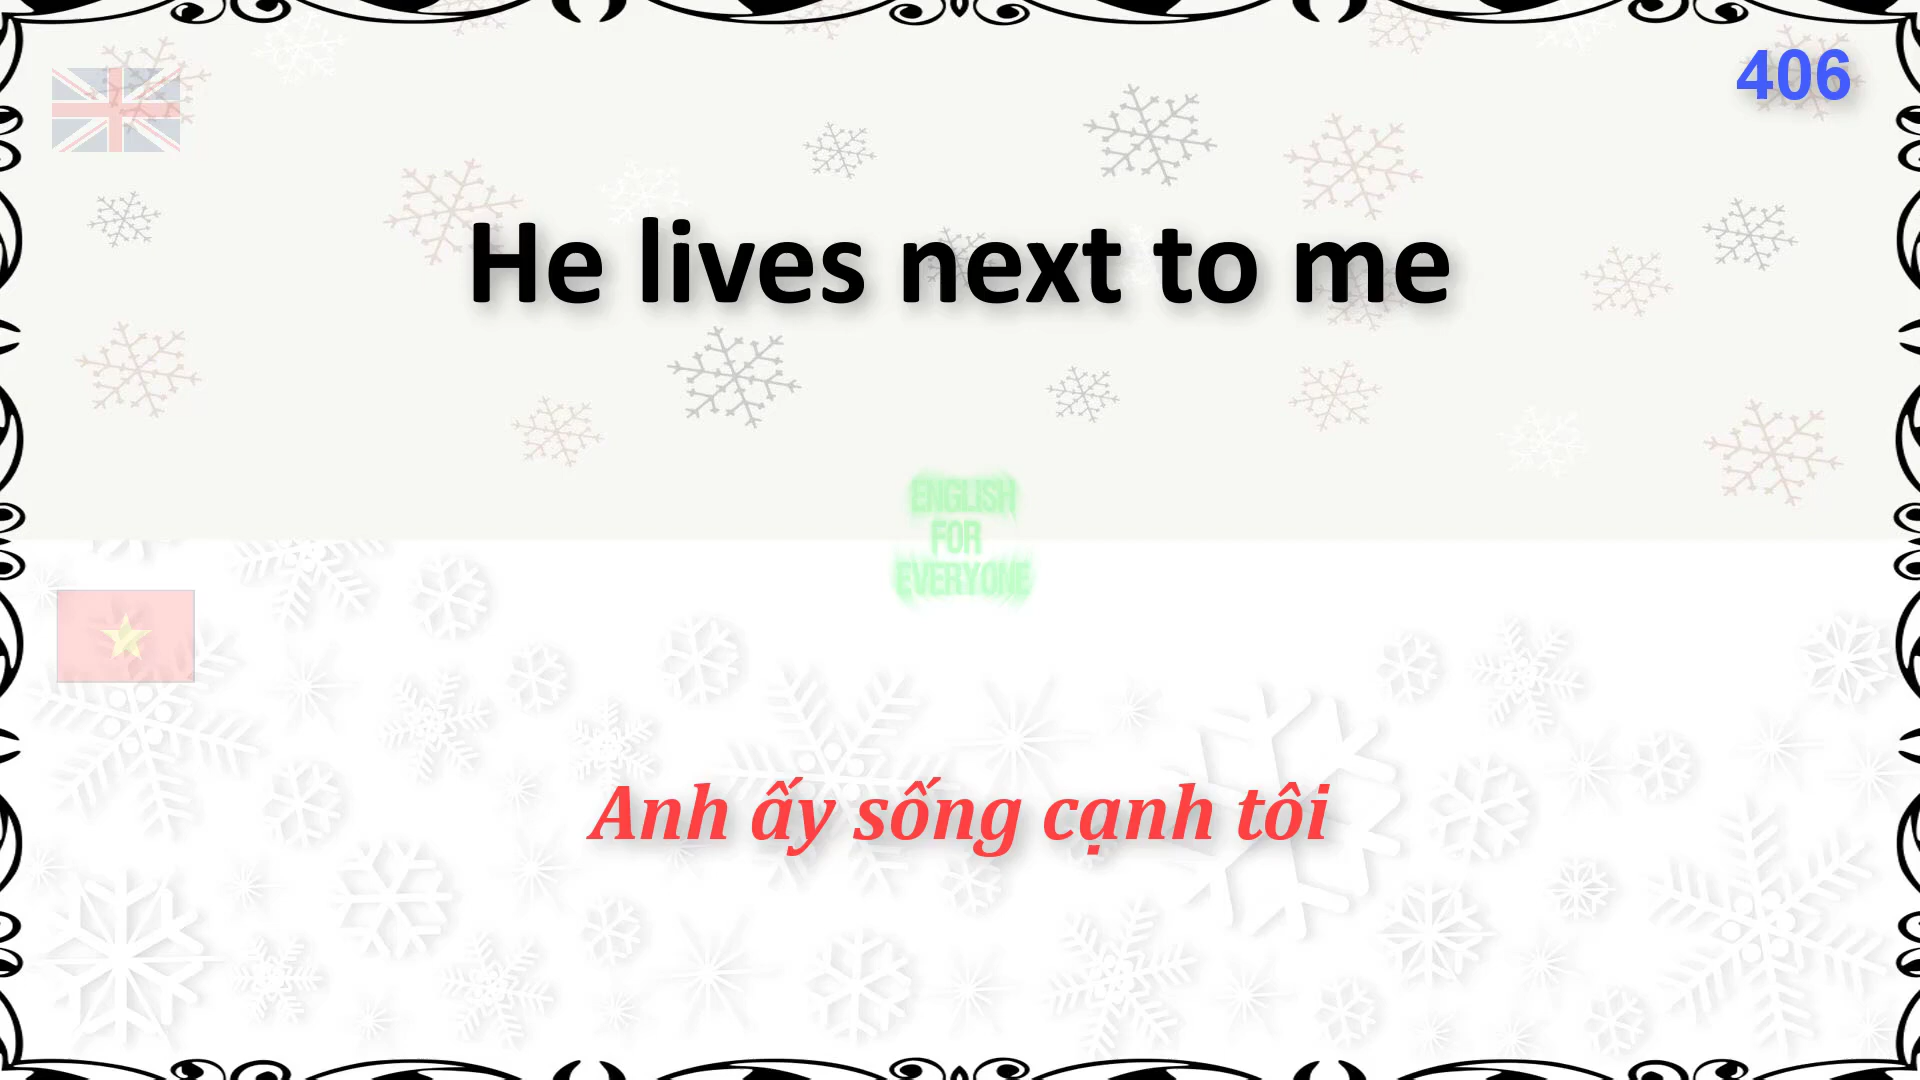 406
He lives next to me
ENGLISH
FOR
EVERYONE
Anh ấy sống cạnh tôi